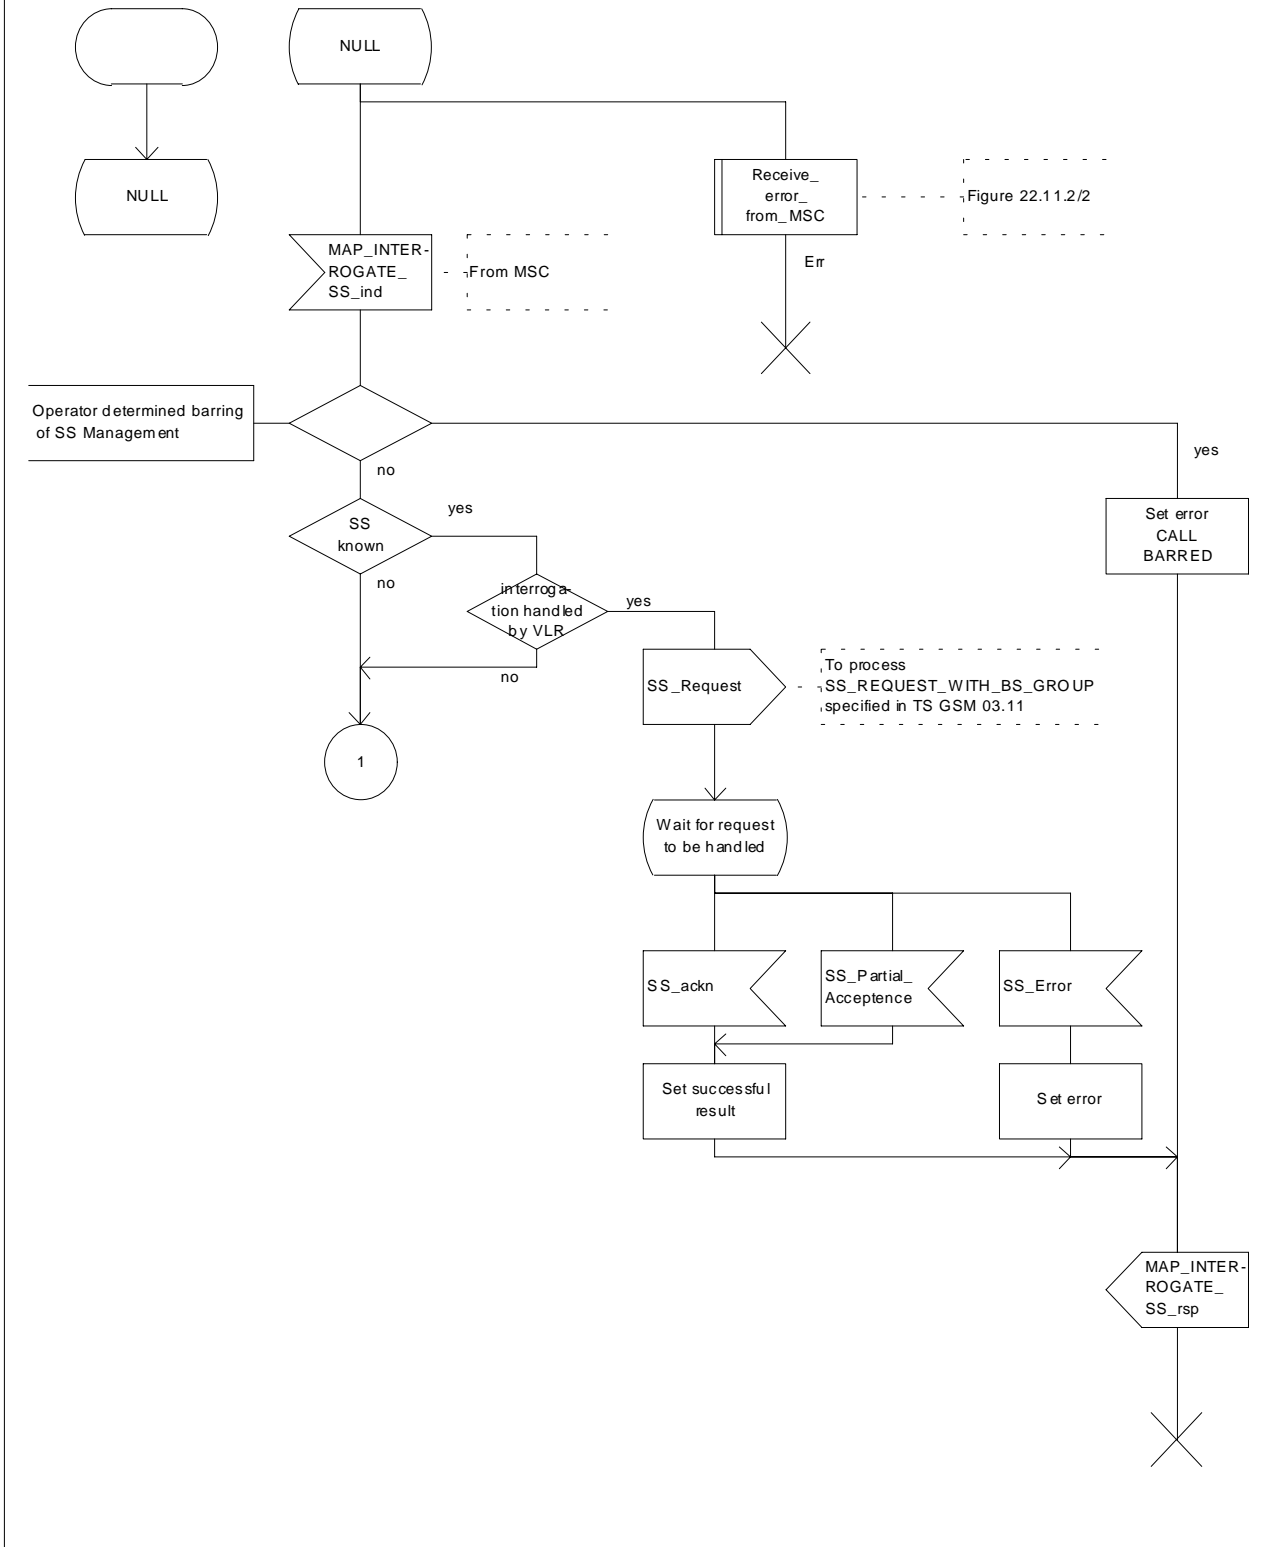 NULL
NULL
Receive_
error_
from_MSC
Figure 22.11.2/2
MAP_INTER-
ROGATE_
SS_ind
From MSC
Err
Operator determined barring
of SS Management
no
yes
SS
known
yes
no
Set error
CALL
BARRED
interroga-
tion handled
by VLR
yes
no
SS_Request
To process
SS_REQUEST_WITH_BS_GROUP
specified in TS GSM 03.11
1
Wait for request
to be handled
SS_ackn
SS_Partial_
Acceptence
SS_Error
Set successful
result
Set error
MAP_INTER-
ROGATE_
SS_rsp